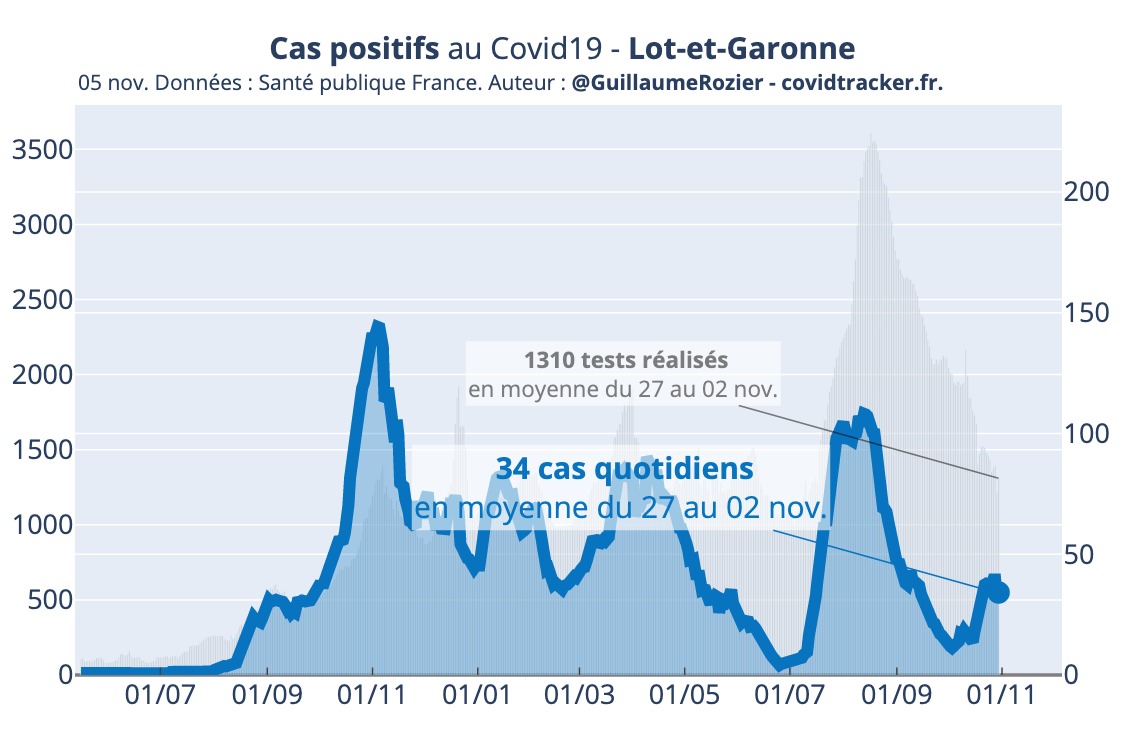 Cas positifs au Covid19 - Lot-et-Garonne
05 nov. Données : Santé publique France. Auteur : @GuillaumeRozier - covidtracker.fr.
3500
3000
2500
2000
1500
1000
500
0
200
150
100
50
0
1310 tests réalisés
en moyenne du 27 au 02 nov.
34 cas quotidiens
en moyenne du 27 au 02 nov.
01/07 01/09 01/11 01/01 01/03 01/05 01/07 01/09 01/11